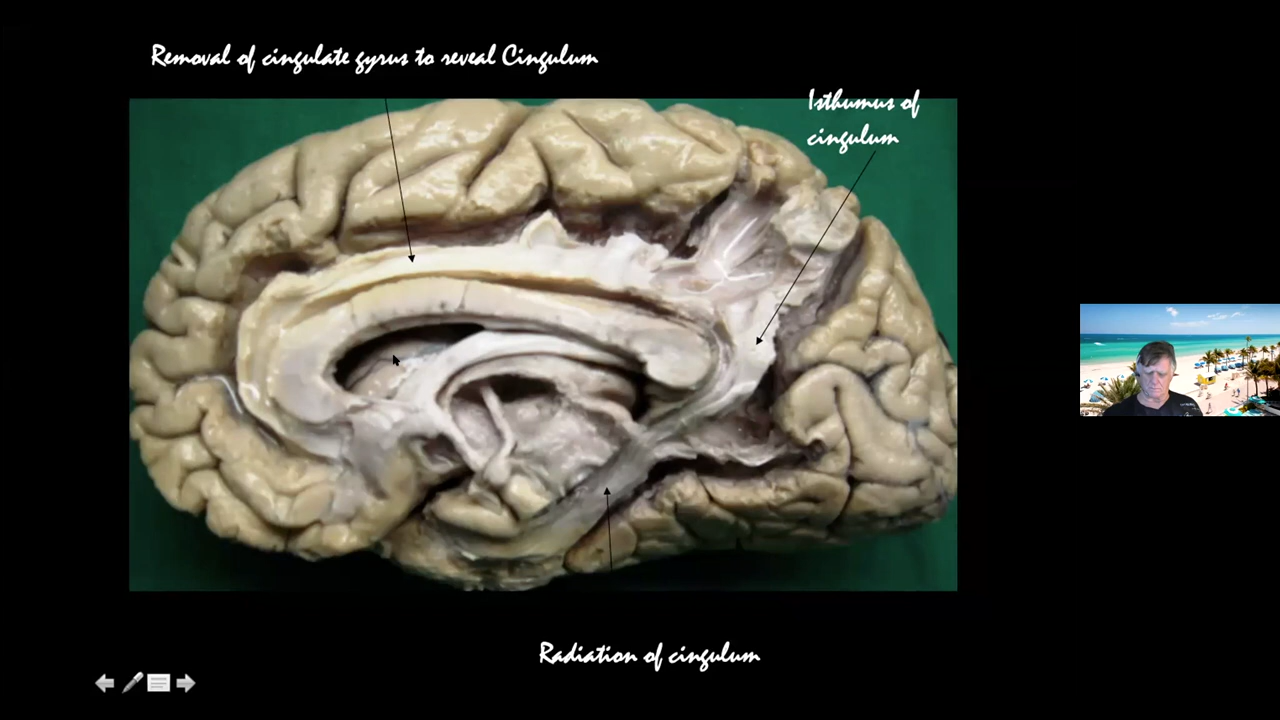 Removal of cingulate gyrus to reveal Cingulum
Isthumus of
cingulum
Radiation of cingulum